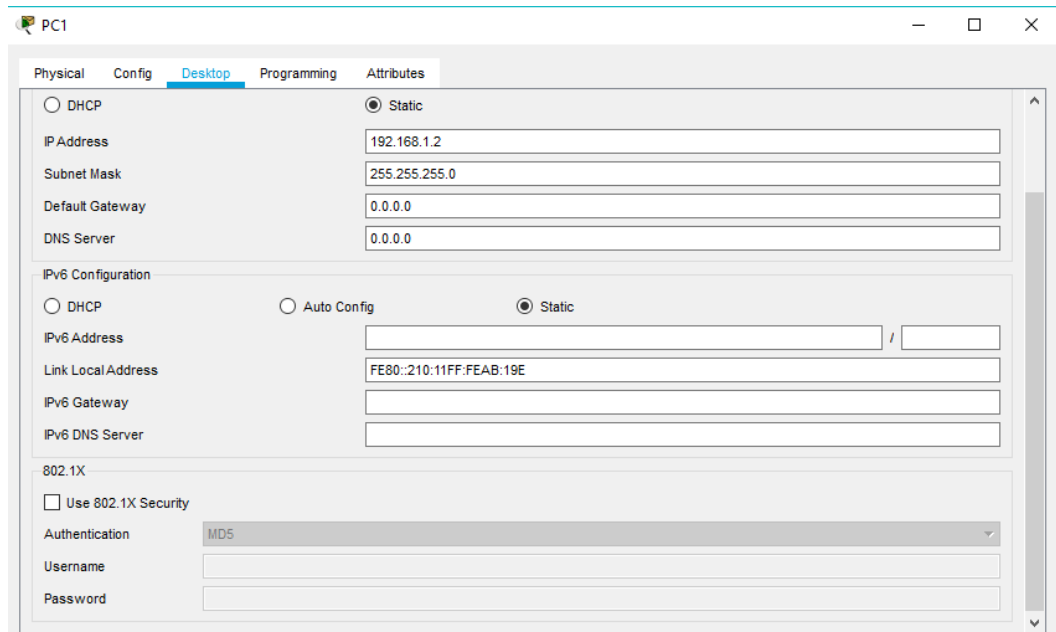 PC1
Physical Config Desktop Programming Attributes
DHCP Static
IP Address 192.168.1.2
Subnet Mask 255.255.255.0
Default Gateway 0.0.0.0
DNS Server 0.0.0.0
IPv6 Configuration
DHCP Auto Config Static
IPv6 Address /
Link Local Address FE80::210:11FF:FEAB:19E
IPv6 Gateway
IPv6 DNS Server
802.1X
Use 802.1X Security
Authentication MD5
Username
Password